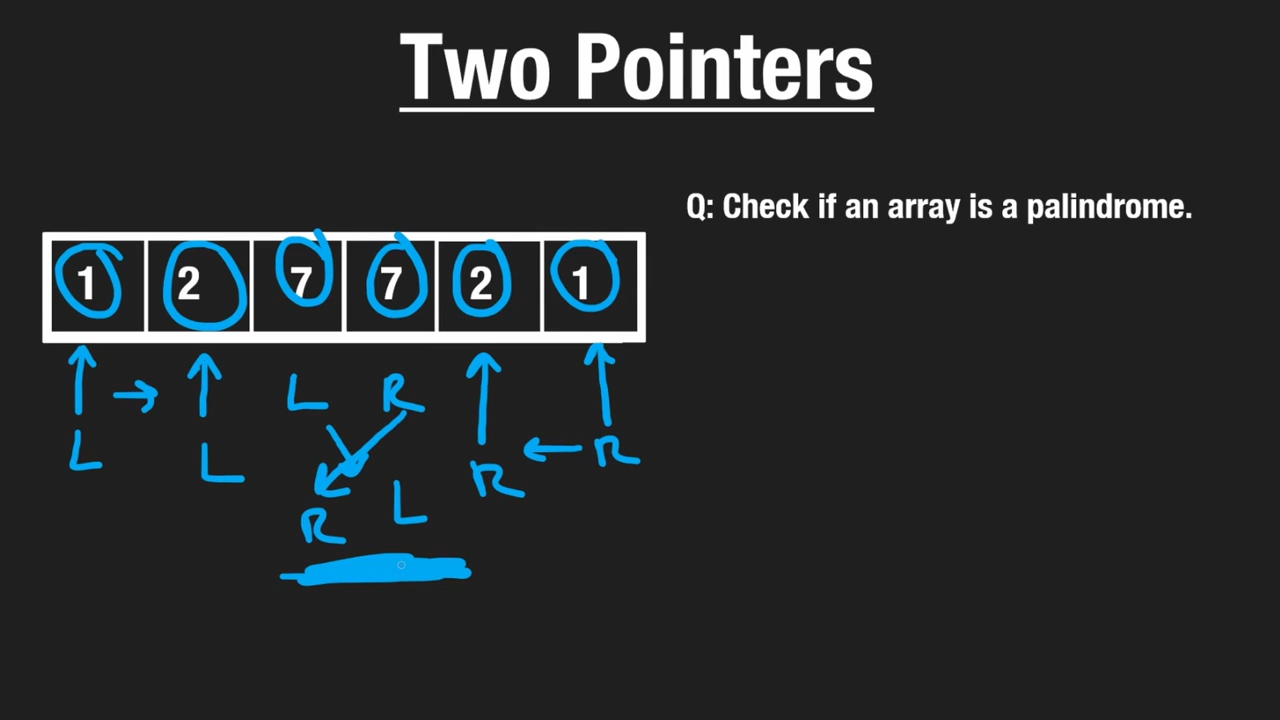 Two Pointers
Q: Check if an array is a palindrome.
1 2 7 7 2 1
L R
L L R R
R L